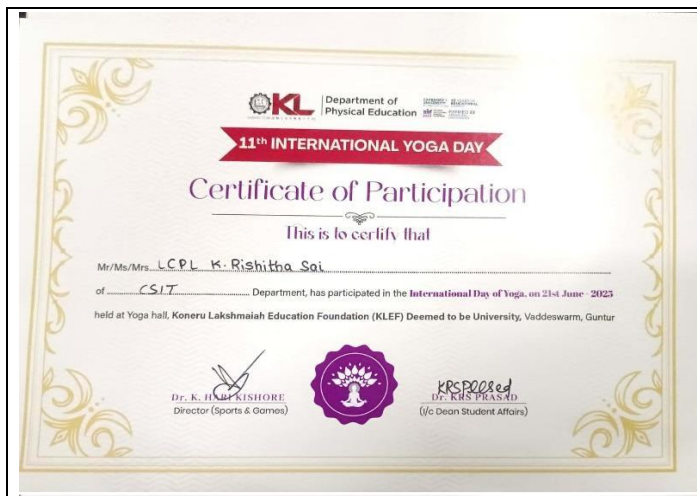 KL
Department of
Physical Education
11th INTERNATIONAL YOGA DAY
Certificate of Participation
This is to certify that
Mr/Ms/Mrs. LCPL K. Rishitha Sai
of CSIT Department, has participated in the International Day of Yoga, on 21st June - 2025
held at Yoga hall, Koneru Lakshmaiah Education Foundation (KLEF) Deemed to be University, Vaddeswarm, Guntur
Dr. K. HARI KISHORE
Director (Sports & Games)
KRSPrasad
Dr. KRS PRASAD
(I/c Dean Student Affairs)